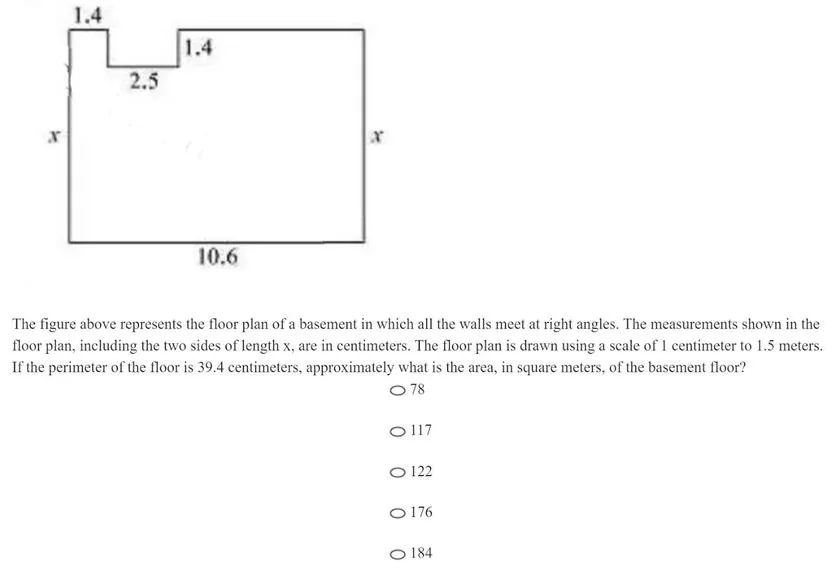 1.4
1.4
2.5
x
x
10.6
The figure above represents the floor plan of a basement in which all the walls meet at right angles. The measurements shown in the
floor plan, including the two sides of length x, are in centimeters. The floor plan is drawn using a scale of 1 centimeter to 1.5 meters.
If the perimeter of the floor is 39.4 centimeters, approximately what is the area, in square meters, of the basement floor?
78
117
122
176
184